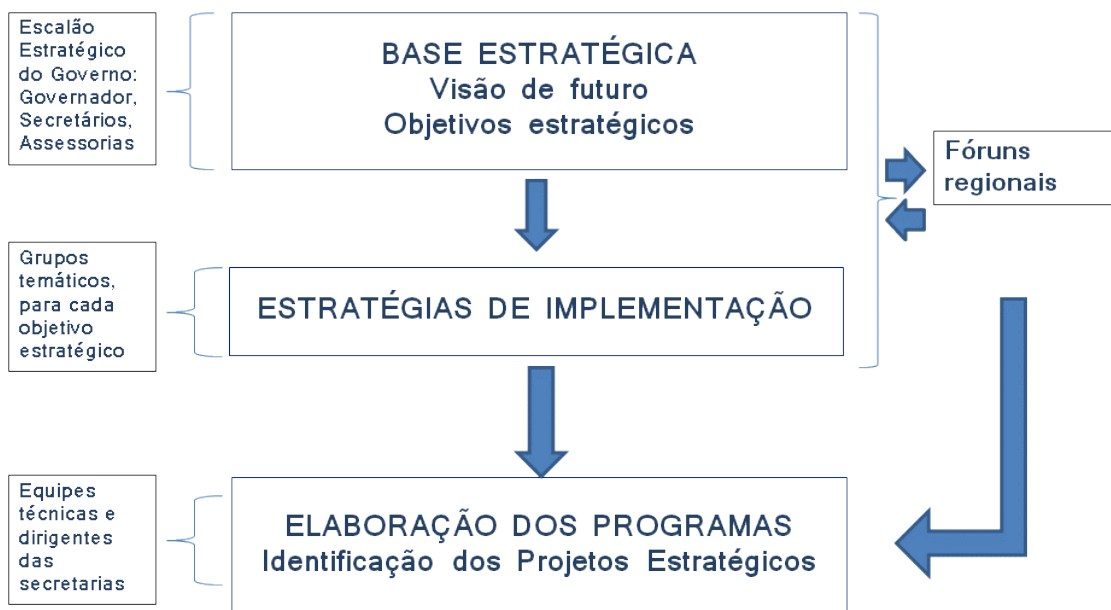 Escalão
Estratégico
do Governo:
Governador,
Secretários,
Assessorias
BASE ESTRATÉGICA
Visão de futuro
Objetivos estratégicos
Fóruns
regionais
Grupos
temáticos,
para cada
objetivo
estratégico
ESTRATÉGIAS DE IMPLEMENTAÇÃO
Equipes
técnicas e
dirigentes
das
secretarias
ELABORAÇÃO DOS PROGRAMAS
Identificação dos Projetos Estratégicos